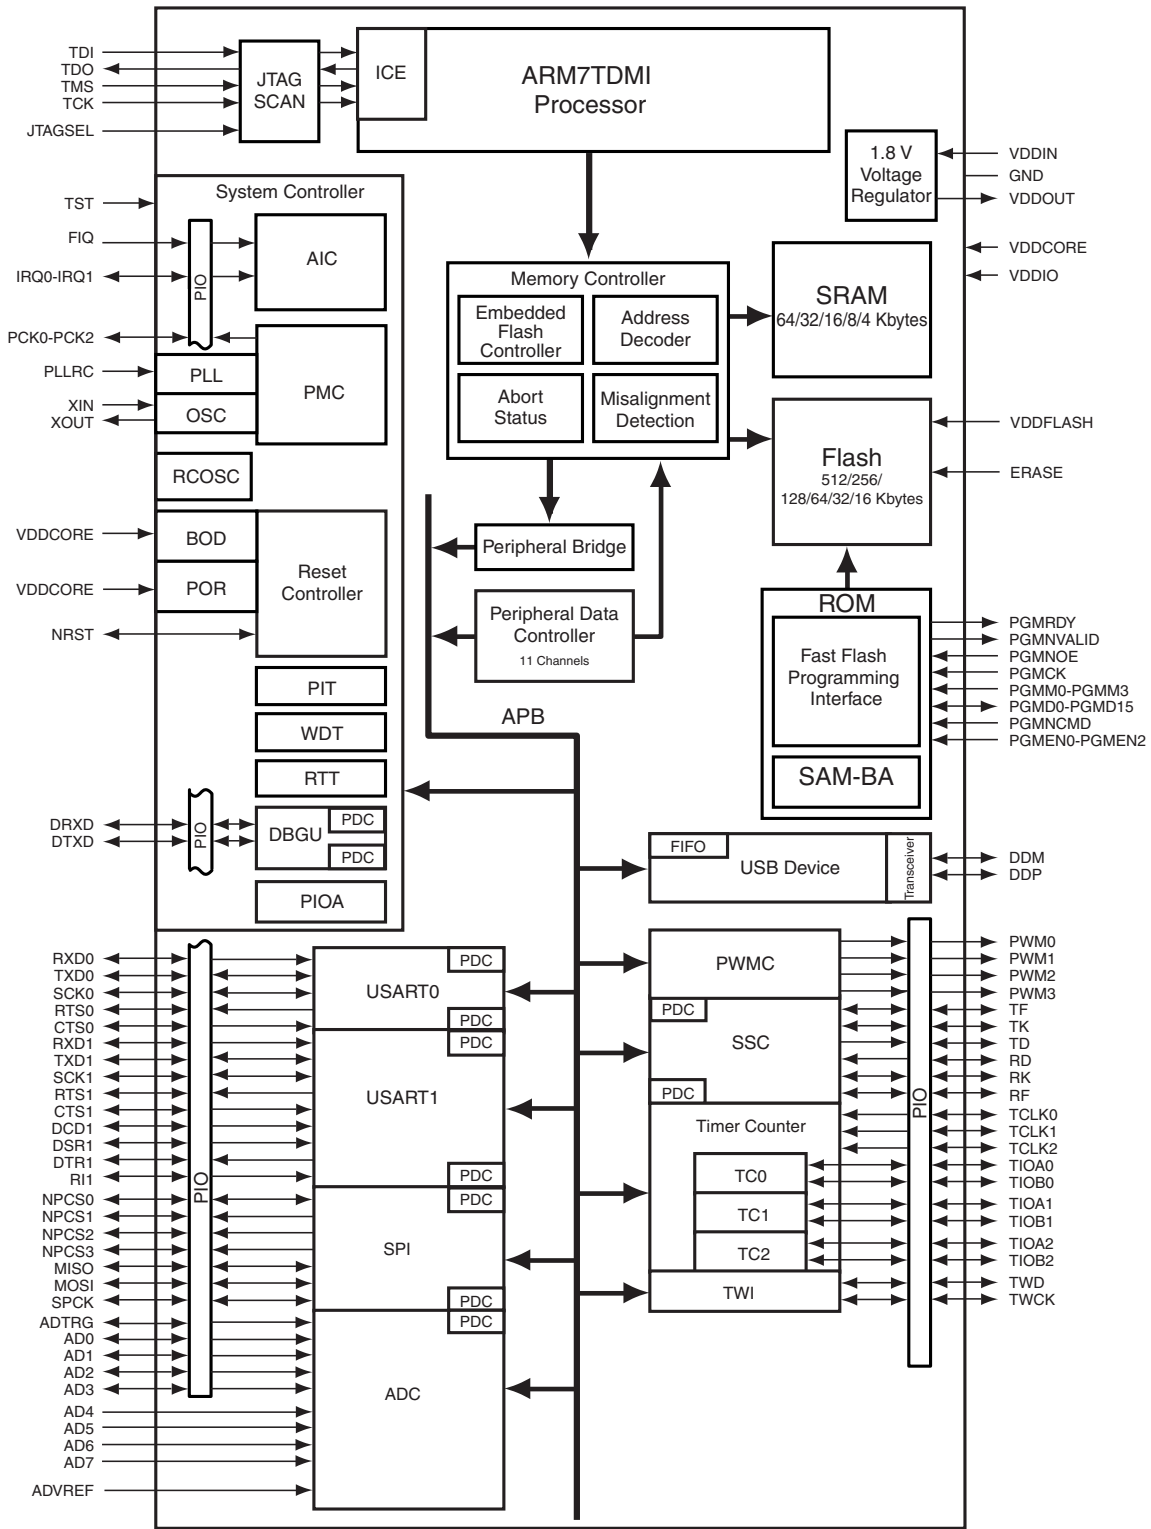 TDI
TDO
TMS
TCK
JTAGSEL
JTAG
SCAN
ICE
ARM7TDMI
Processor
1.8 V
Voltage
Regulator
VDDIN
GND
VDDOUT
VDDCORE
VDDIO
System Controller
TST
FIQ
IRQ0-IRQ1
PIO
AIC
PCK0-PCK2
PLLRC
XIN
XOUT
PLL
OSC
PMC
RCOSC
VDDCORE
VDDCORE
NRST
BOD
POR
Reset
Controller
PIT
WDT
RTT
DRXD
DTXD
PIO
DBGU
PDC
PDC
PIOA
Memory Controller
Embedded
Flash
Controller
Address
Decoder
Abort
Status
Misalignment
Detection
SRAM
64/32/16/8/4 Kbytes
Flash
512/256/
128/64/32/16 Kbytes
VDDFLASH
ERASE
Peripheral Bridge
Peripheral Data
Controller
11 Channels
APB
ROM
Fast Flash
Programming
Interface
SAM-BA
PGMRDY
PGMNVALID
PGMNOE
PGMCK
PGMM0-PGMM3
PGMD0-PGMD15
PGMNCMD
PGMEN0-PGMEN2
FIFO
USB Device
Transceiver
DDM
DDP
RXD0
TXD0
SCK0
RTS0
CTS0
RXD1
TXD1
SCK1
RTS1
CTS1
DCD1
DSR1
DTR1
RI1
NPCS0
NPCS1
NPCS2
NPCS3
MISO
MOSI
SPCK
ADTRG
AD0
AD1
AD2
AD3
AD4
AD5
AD6
AD7
ADVREF
PIO
PDC
USART0
PDC
PDC
USART1
PDC
PDC
SPI
PDC
PDC
ADC
PWMC
PDC
SSC
PDC
Timer Counter
TC0
TC1
TC2
TWI
PIO
PWM0
PWM1
PWM2
PWM3
TF
TK
TD
RD
RK
RF
TCLK0
TCLK1
TCLK2
TIOA0
TIOB0
TIOA1
TIOB1
TIOA2
TIOB2
TWD
TWCK